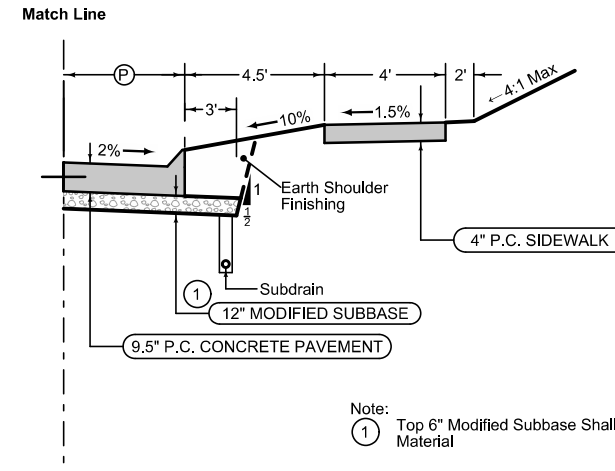 Match Line
P
4.5'
4'
2'
3'
10%
1.5%
4:1 Max
2%
Earth Shoulder
Finishing
1
1
2
4" P.C. SIDEWALK
Subdrain
1
12" MODIFIED SUBBASE
9.5" P.C. CONCRETE PAVEMENT
Note:
1 Top 6" Modified Subbase Shall
Material